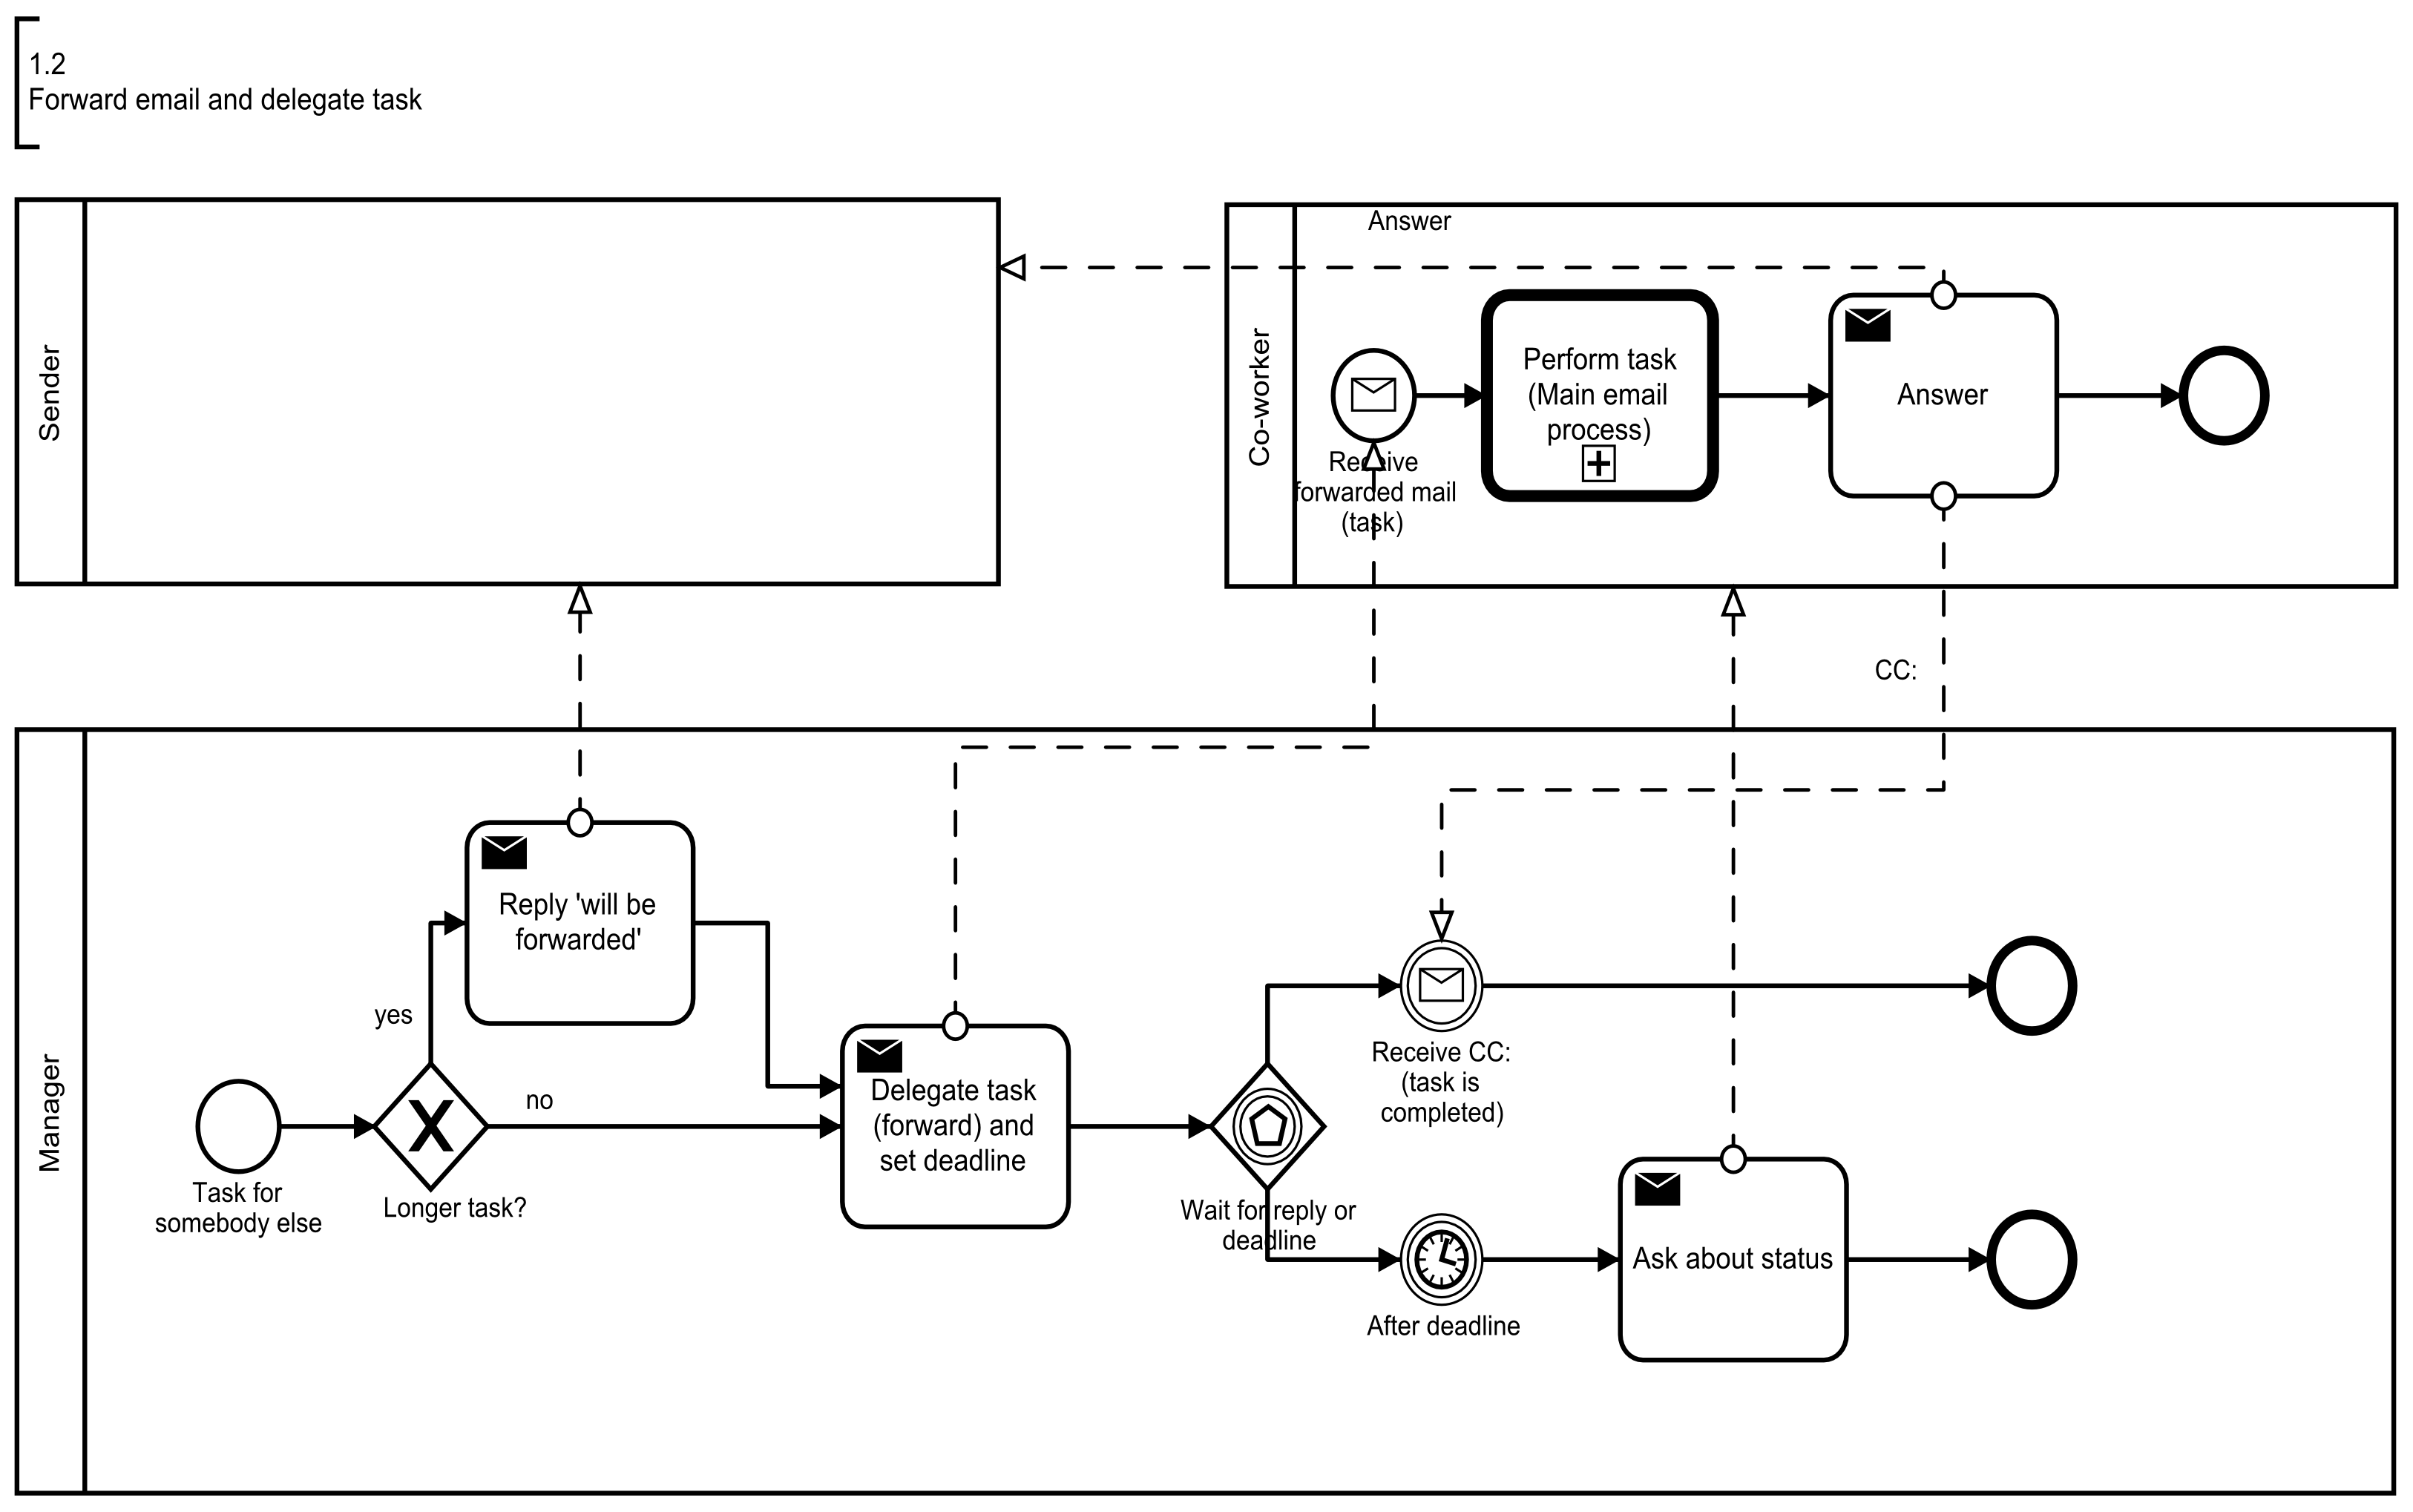 1.2
Forward email and delegate task
Sender
Co-worker
Answer
Receive
forwarded mail
(task)
Perform task
(Main email
process)
Answer
CC:
Manager
Task for
somebody else
Longer task?
yes
no
Reply 'will be
forwarded'
Delegate task
(forward) and
set deadline
Wait for reply or
deadline
Receive CC:
(task is
completed)
After deadline
Ask about status